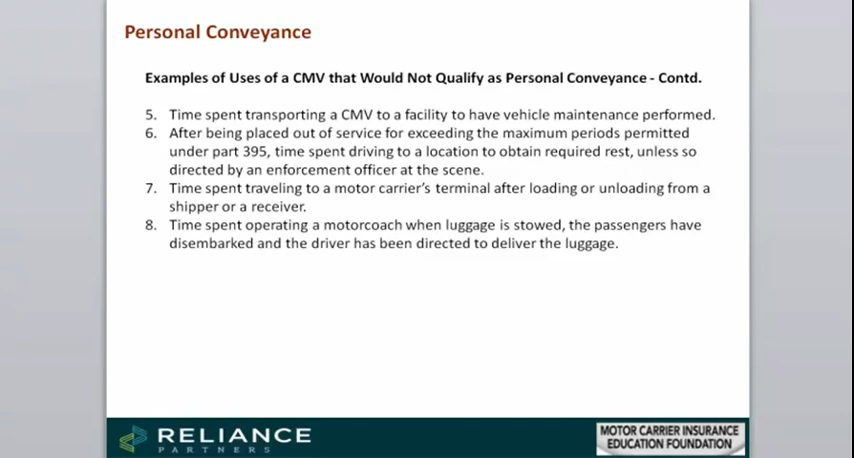 Personal Conveyance
Examples of Uses of a CMV that Would Not Qualify as Personal Conveyance - Contd.
5. Time spent transporting a CMV to a facility to have vehicle maintenance performed.
6. After being placed out of service for exceeding the maximum periods permitted
under part 395, time spent driving to a location to obtain required rest, unless so
directed by an enforcement officer at the scene.
7. Time spent traveling to a motor carrier's terminal after loading or unloading from a
shipper or a receiver.
8. Time spent operating a motorcoach when luggage is stowed, the passengers have
disembarked and the driver has been directed to deliver the luggage.
RELIANCE
PARTNERS
MOTOR CARRIER INSURANCE
EDUCATION FOUNDATION